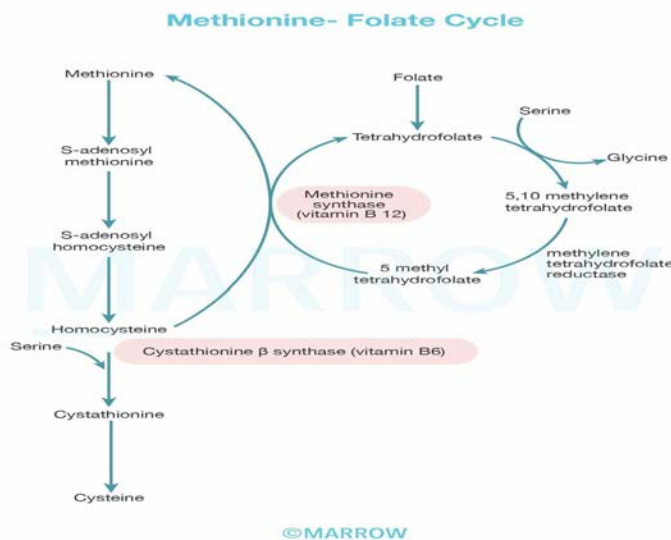 Methionine- Folate Cycle
Methionine
Folate
Serine
Tetrahydrofolate
Glycine
S-adenosyl
methionine
Methionine
synthase
(vitamin B 12)
5,10 methylene
tetrahydrofolate
S-adenosyl
homocysteine
methylene
tetrahydrofolate
reductase
5 methyl
tetrahydrofolate
MARROW
Homocysteine
Serine
Cystathionine β synthase (vitamin B6)
Cystathionine
Cysteine
©MARROW